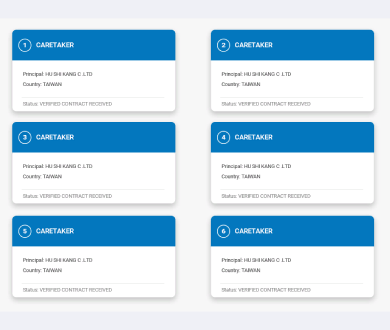 1 CARETAKER
Principal: HU SHI KANG C .LTD
Country: TAIWAN
Status: VERIFIED CONTRACT RECEIVED
2 CARETAKER
Principal: HU SHI KANG C .LTD
Country: TAIWAN
Status: VERIFIED CONTRACT RECEIVED
3 CARETAKER
Principal: HU SHI KANG C .LTD
Country: TAIWAN
Status: VERIFIED CONTRACT RECEIVED
4 CARETAKER
Principal: HU SHI KANG C .LTD
Country: TAIWAN
Status: VERIFIED CONTRACT RECEIVED
5 CARETAKER
Principal: HU SHI KANG C .LTD
Country: TAIWAN
Status: VERIFIED CONTRACT RECEIVED
6 CARETAKER
Principal: HU SHI KANG C .LTD
Country: TAIWAN
Status: VERIFIED CONTRACT RECEIVED